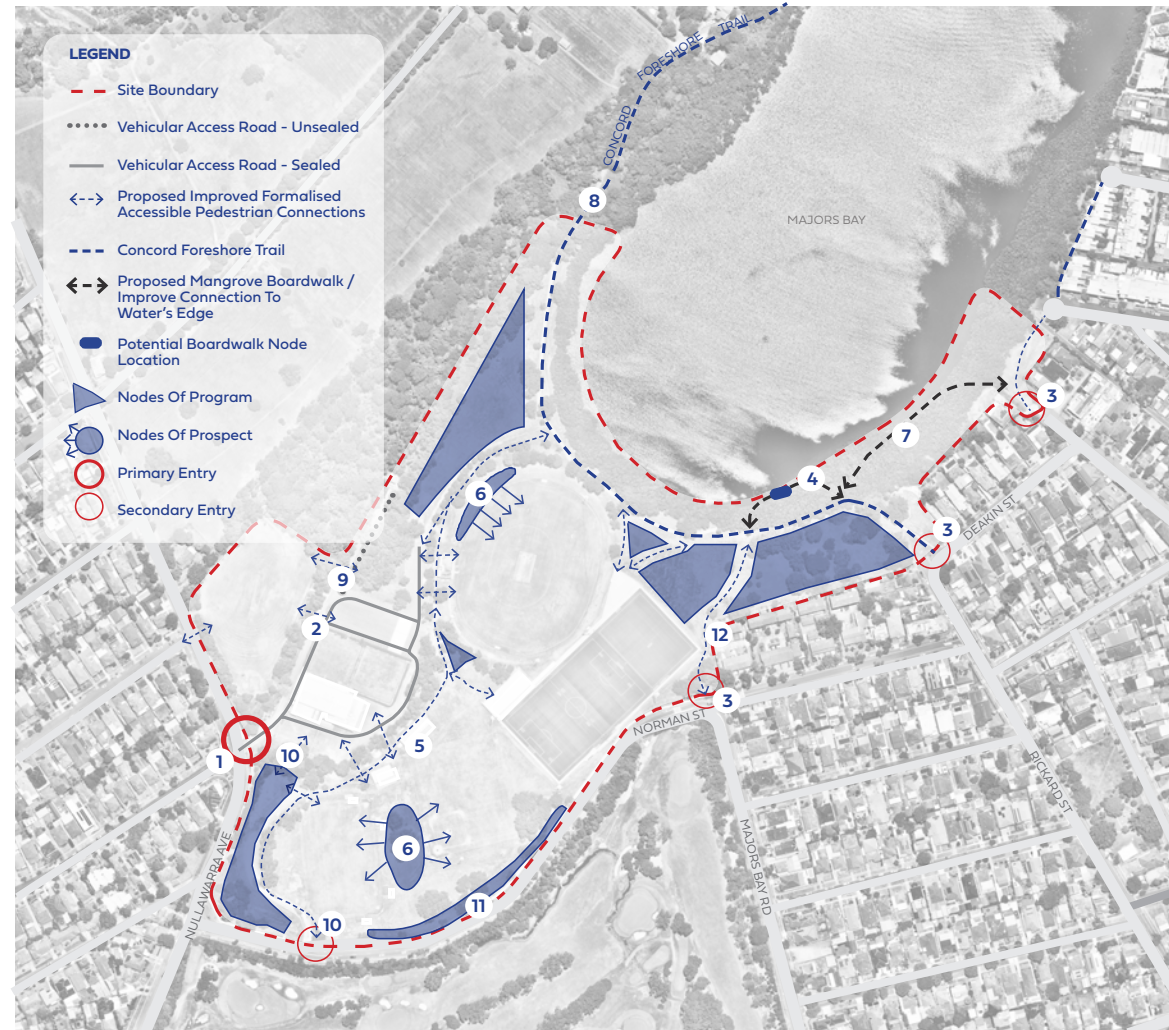 LEGEND
Site Boundary
Vehicular Access Road - Unsealed
Vehicular Access Road - Sealed
Proposed Improved Formalised
Accessible Pedestrian Connections
Concord Foreshore Trail
Proposed Mangrove Boardwalk /
Improve Connection To
Water's Edge
Potential Boardwalk Node
Location
Nodes Of Program
Nodes Of Prospect
Primary Entry
Secondary Entry
CONCORD FORESHORE TRAIL
8
MAJORS BAY
3
7
4
6
3
DEAKIN ST
9
2
12
3
NORMAN ST
1
10
5
RICKARD ST
6
MAJORS BAY RD
NULLAWARRA AVE
11
10